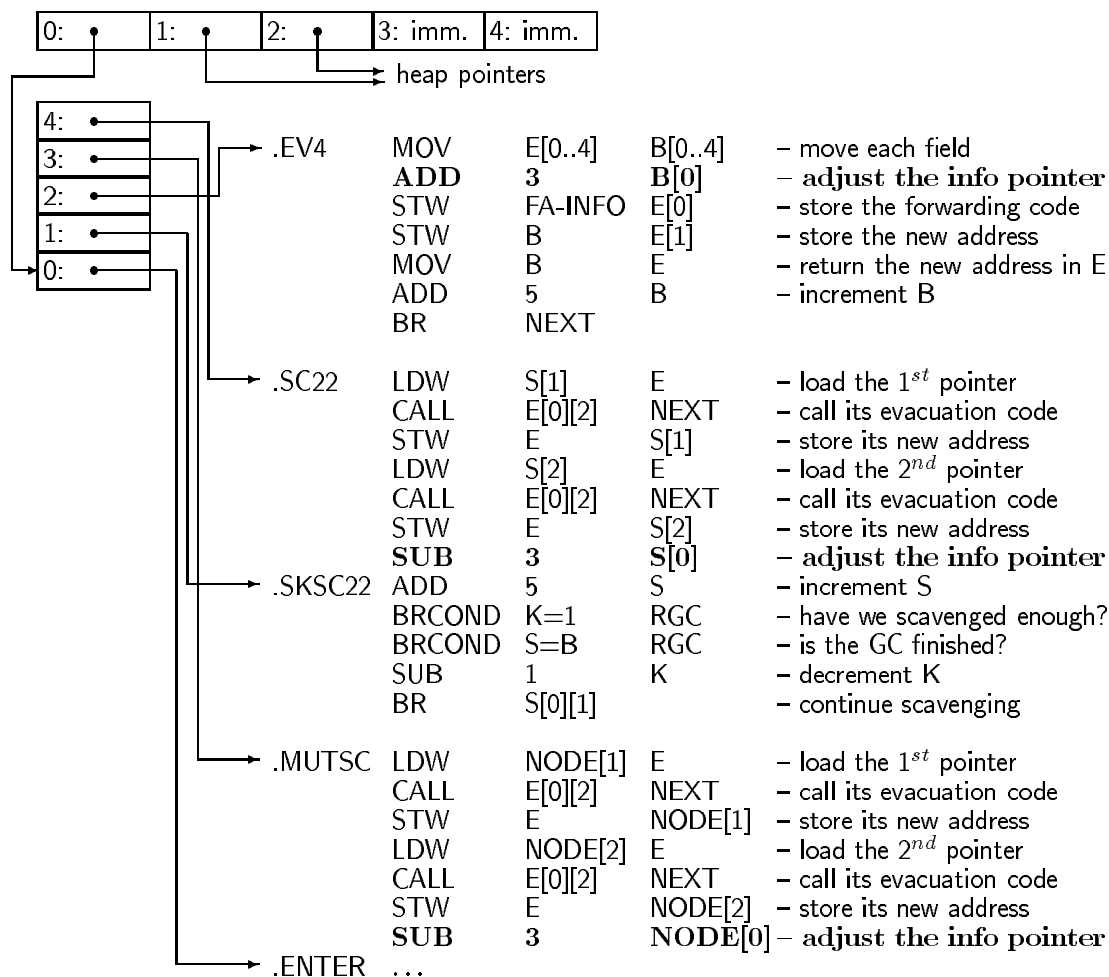 0: 1: 2: 3: imm. 4: imm.
heap pointers
4:
3:
2:
1:
0:
.EV4 MOV E[0..4] B[0..4] – move each field
ADD 3 B[0] – adjust the info pointer
STW FA-INFO E[0] – store the forwarding code
STW B E[1] – store the new address
MOV B E – return the new address in E
ADD 5 B – increment B
BR NEXT
.SC22 LDW S[1] E – load the 1st pointer
CALL E[0][2] NEXT – call its evacuation code
STW E S[1] – store its new address
LDW S[2] E – load the 2nd pointer
CALL E[0][2] NEXT – call its evacuation code
STW E S[2] – store its new address
SUB 3 S[0] – adjust the info pointer
.SKSC22 ADD 5 S – increment S
BRCOND K=1 RGC – have we scavenged enough?
BRCOND S=B RGC – is the GC finished?
SUB 1 K – decrement K
BR S[0][1] – continue scavenging
.MUTSC LDW NODE[1] E – load the 1st pointer
CALL E[0][2] NEXT – call its evacuation code
STW E NODE[1] – store its new address
LDW NODE[2] E – load the 2nd pointer
CALL E[0][2] NEXT – call its evacuation code
STW E NODE[2] – store its new address
SUB 3 NODE[0] – adjust the info pointer
.ENTER ...